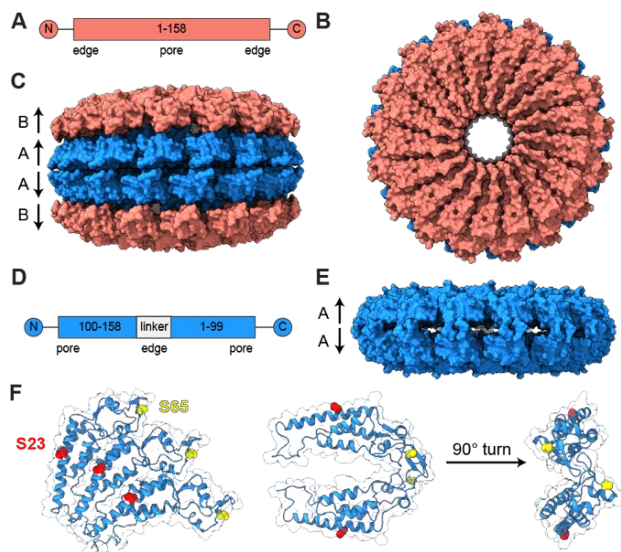 A
N
1-158
C
edge
pore
edge
B
C
B
A
A
B
D
N
100-158
linker
1-99
C
pore
edge
pore
E
A
A
F
S65
S23
90° turn